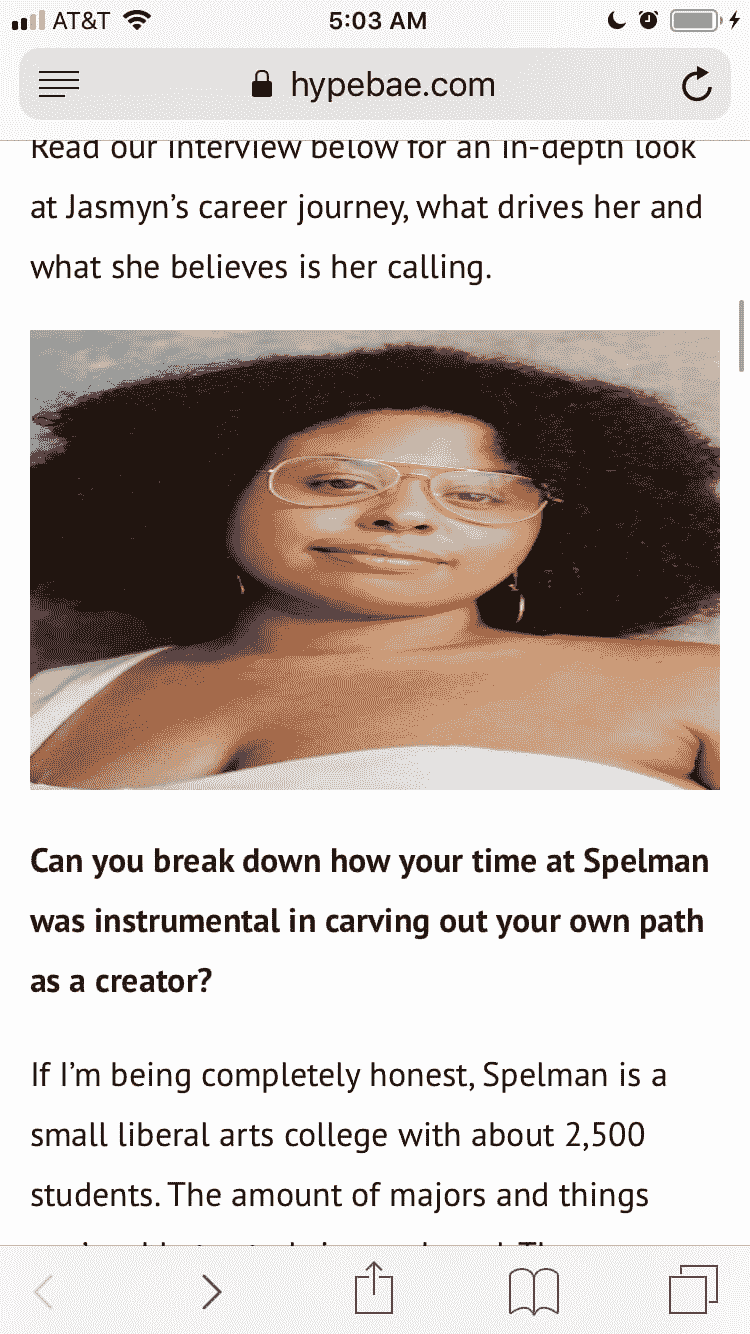 AT&T 5:03 AM
hypebae.com
Read our interview below for an in-depth look
at Jasmyn’s career journey, what drives her and
what she believes is her calling.
Can you break down how your time at Spelman
was instrumental in carving out your own path
as a creator?
If I’m being completely honest, Spelman is a
small liberal arts college with about 2,500
students. The amount of majors and things